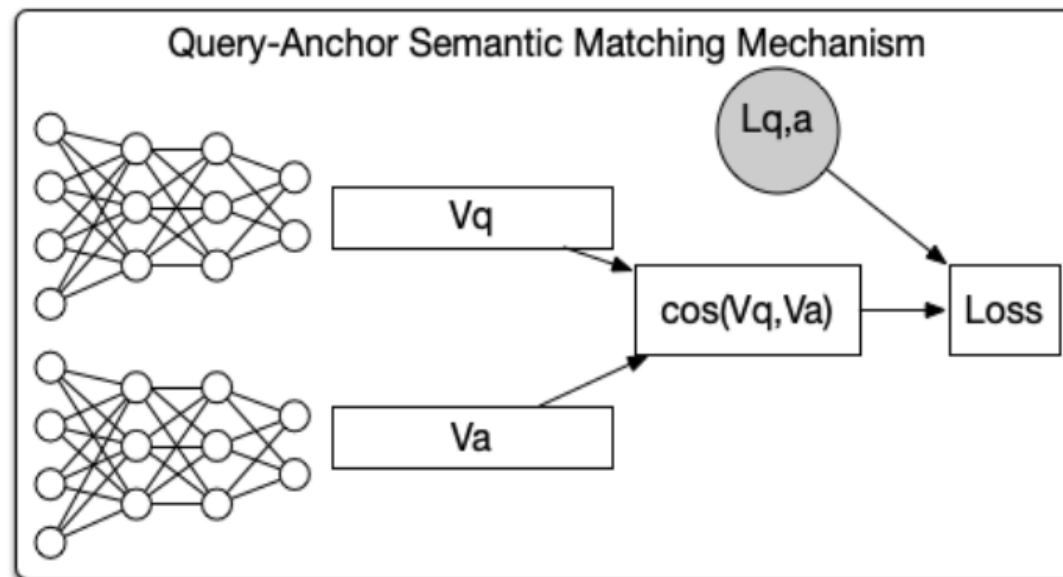 Query-Anchor Semantic Matching Mechanism
Lq,a
Vq
cos(Vq,Va)
Loss
Va